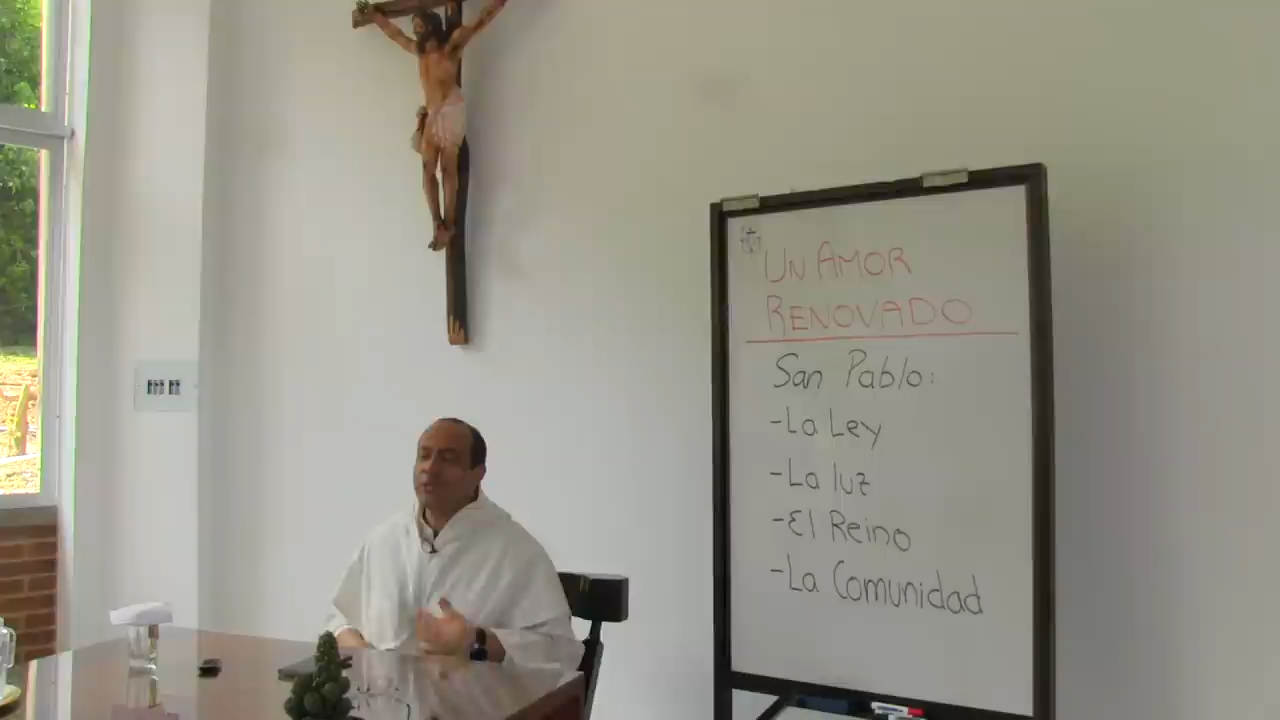 UN AMOR
RENOVADO
San Pablo:
-La Ley
-La luz
-El Reino
-La Comunidad